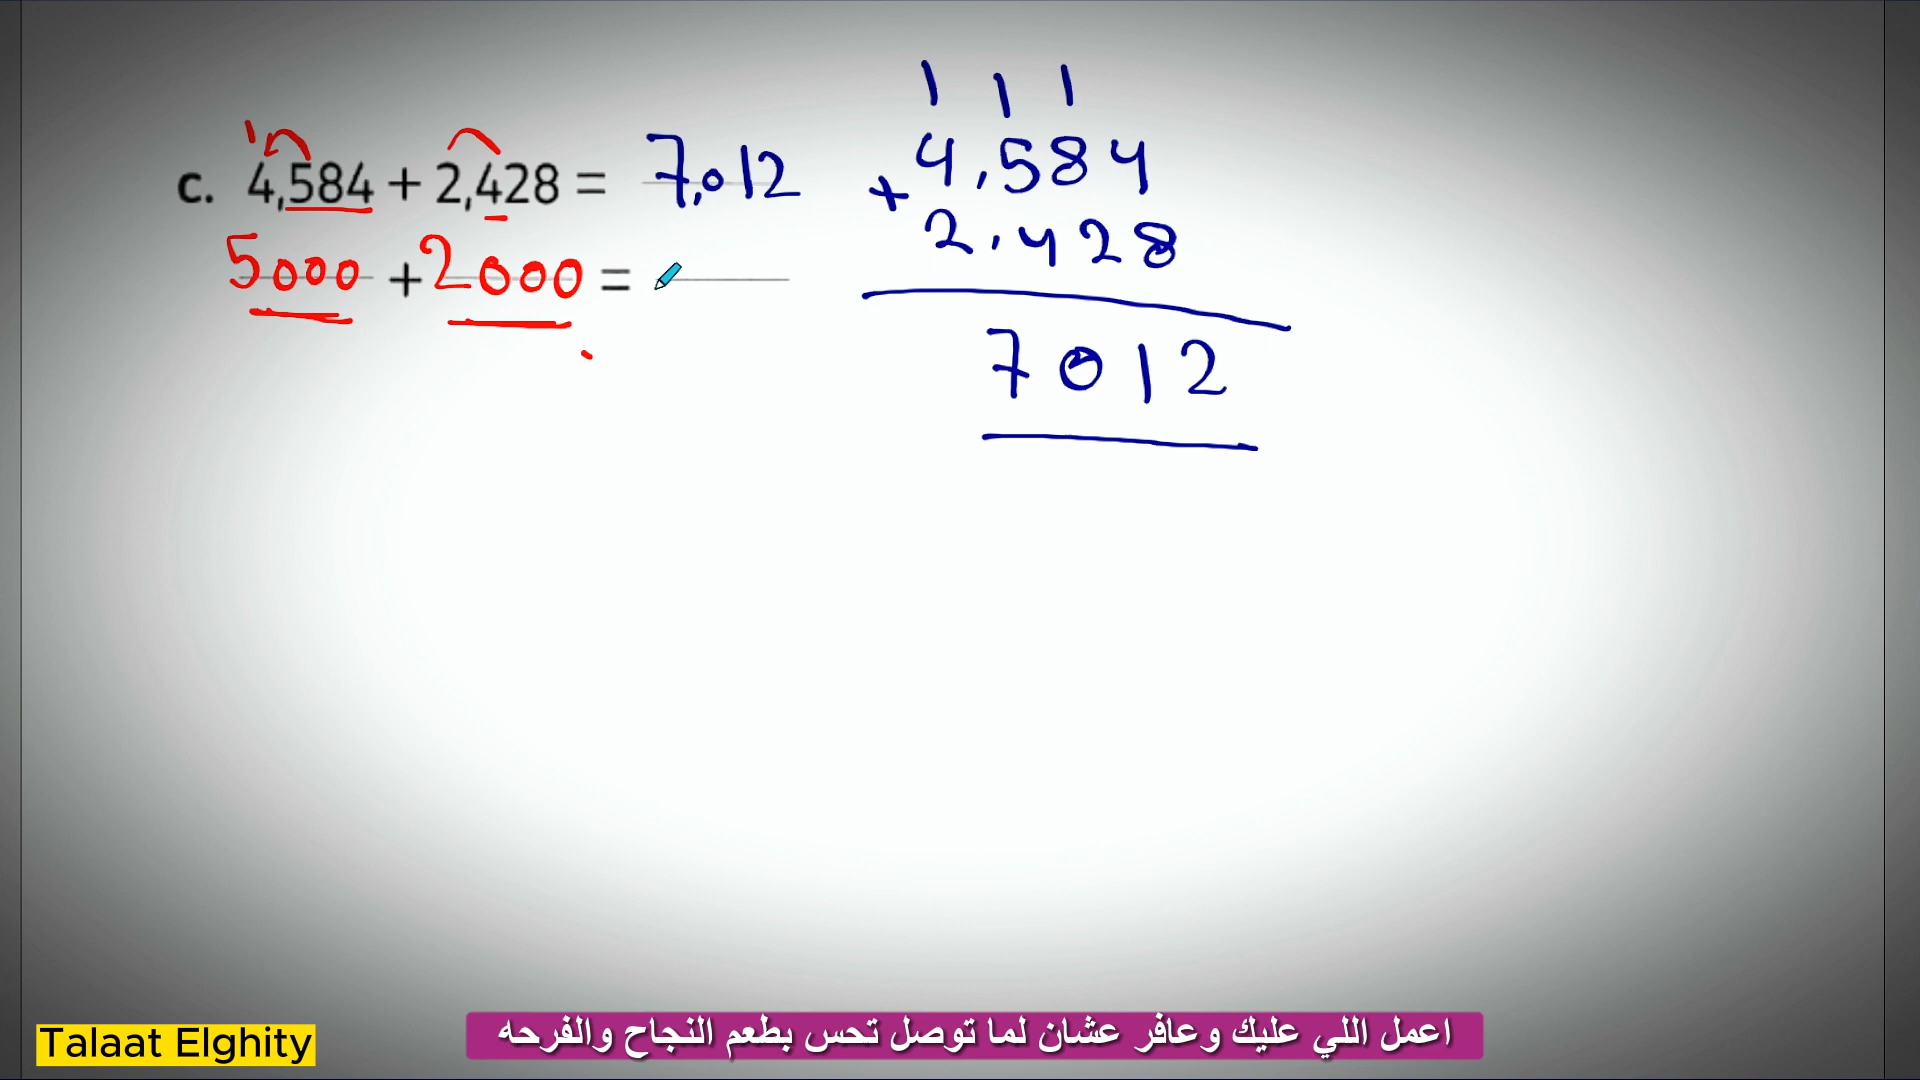 c. 4,584 + 2,428 = 7,012
5000 + 2000 =
1 1 1
4,584
+
2,428
7012
Talaat Elghity
اعمل اللي عليك وعافر عشان لما توصل تحس بطعم النجاح والفرحه